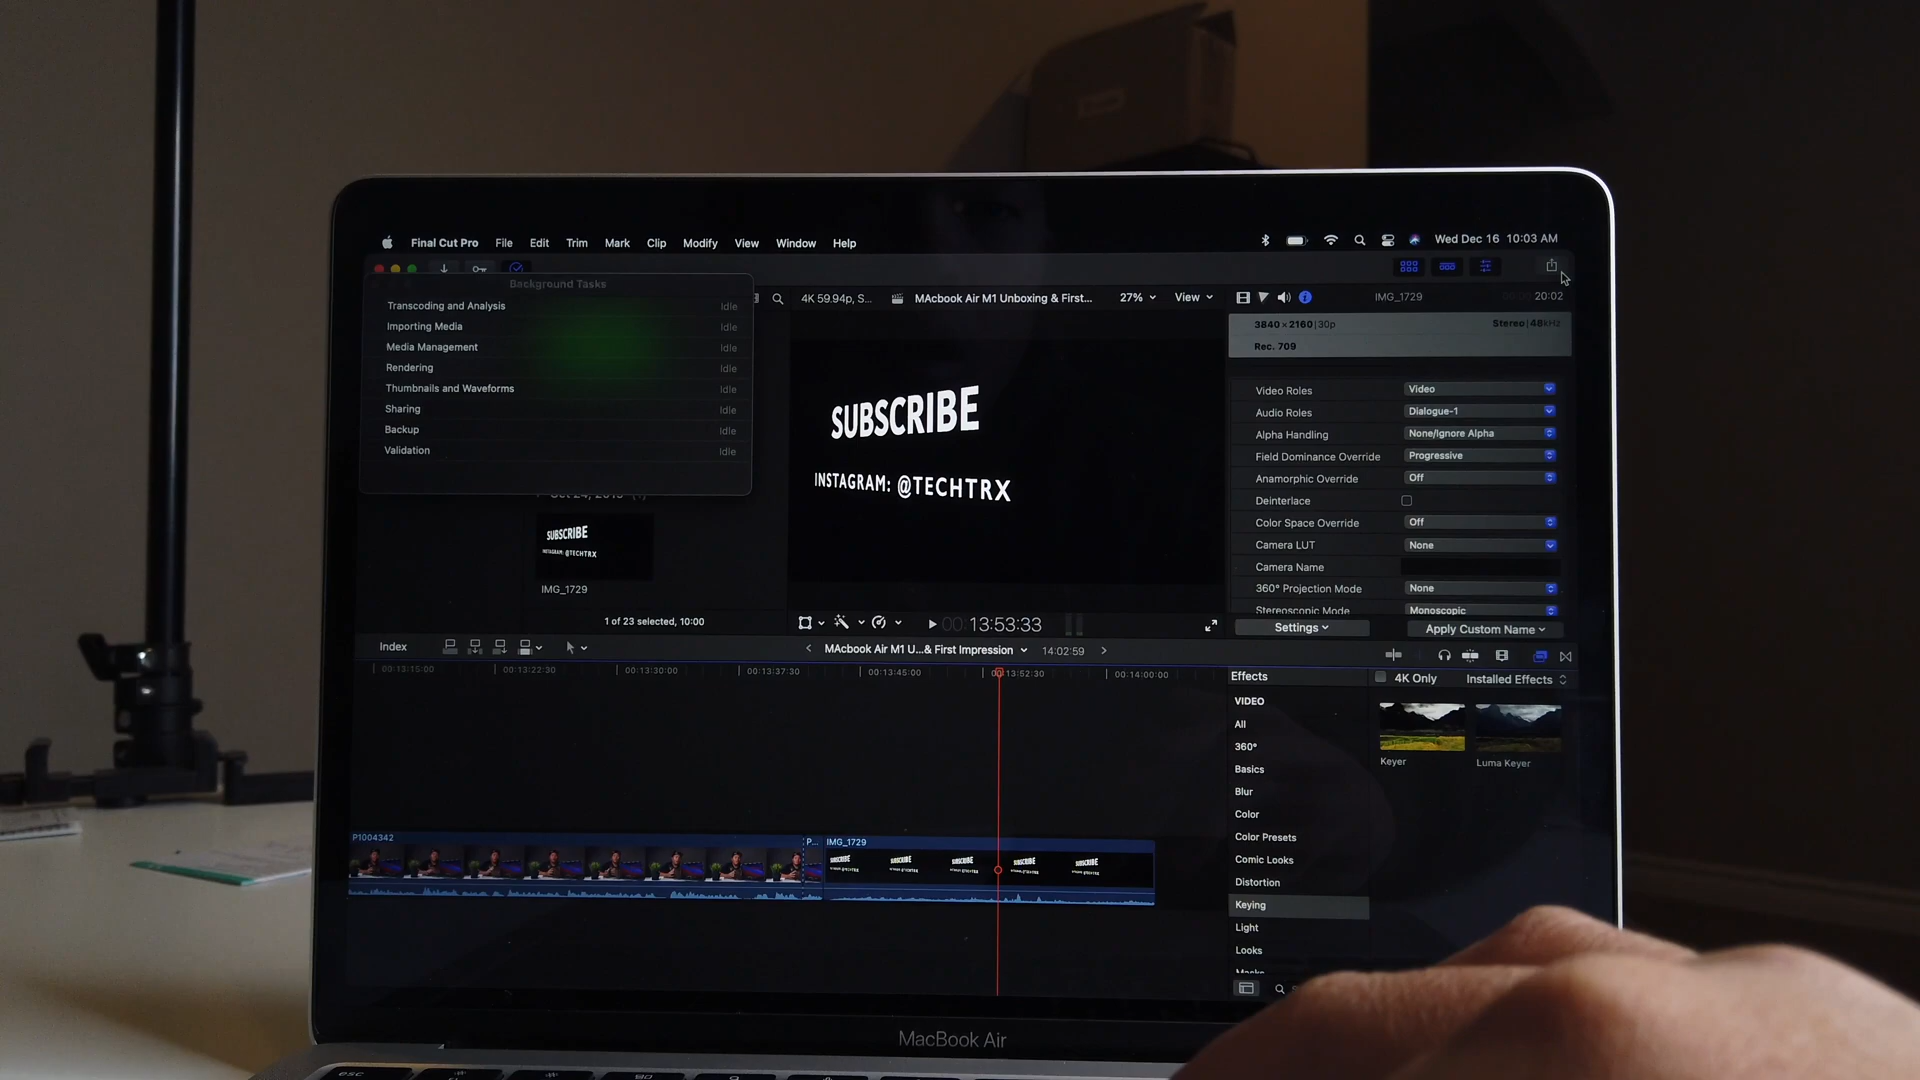 Final Cut Pro File Edit Trim Mark Clip Modify View Window Help
Wed Dec 16 10:03 AM
Background Tasks
Transcoding and Analysis Idle
Importing Media Idle
Media Management Idle
Rendering Idle
Thumbnails and Waveforms Idle
Sharing Idle
Backup Idle
Validation Idle
SUBSCRIBE
INSTAGRAM: @TECHTRX
IMG_1729
1 of 23 selected, 10:00
4K 59.94p, S...
MAcbook Air M1 Unboxing & First...
27%
View
SUBSCRIBE
INSTAGRAM: @TECHTRX
13:53:33
IMG_1729
20:02
3840 × 2160 | 30p
Stereo | 48kHz
Rec. 709
Video Roles Video
Audio Roles Dialogue-1
Alpha Handling None/Ignore Alpha
Field Dominance Override Progressive
Anamorphic Override Off
Deinterlace
Color Space Override Off
Camera LUT None
Camera Name
360° Projection Mode None
Stereoscopic Mode Monoscopic
Settings
Apply Custom Name
Index
MAcbook Air M1 U...& First Impression
14:02:59
00:13:15:00 00:13:22:30 00:13:30:00 00:13:37:30 00:13:45:00 00:13:52:30 00:14:00:00
P1004342
P...
IMG_1729
SUBSCRIBE SUBSCRIBE SUBSCRIBE SUBSCRIBE SUBSCRIBE
Effects
4K Only
Installed Effects
VIDEO
All
360°
Basics
Blur
Color
Color Presets
Comic Looks
Distortion
Keying
Light
Looks
Masks
Keyer
Luma Keyer
MacBook Air
esc